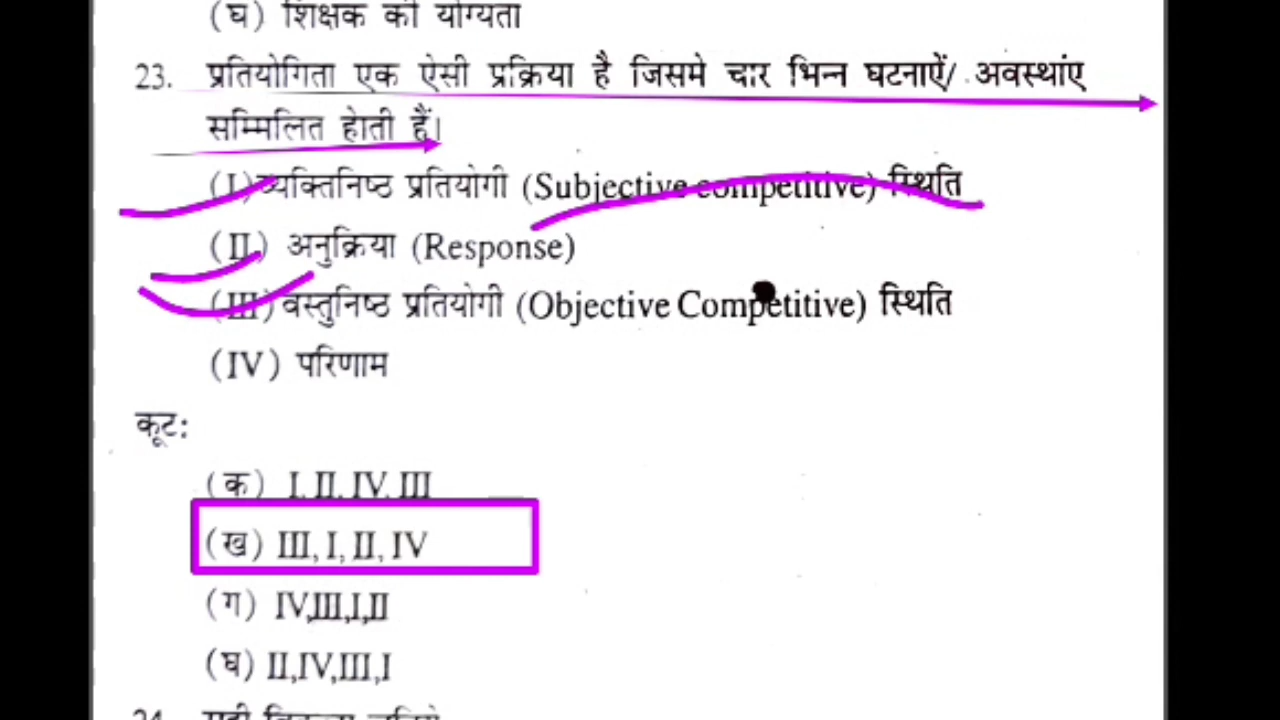 (घ) शिक्षक की योग्यता
23. प्रतियोगिता एक ऐसी प्रक्रिया है जिसमे चार भिन्न घटनाऐं/ अवस्थांए
सम्मिलित हेाती हैं।
(I) व्यक्तिनिष्ठ प्रतियोगी (Subjective competitive) स्थिति
(II) अनुक्रिया (Response)
(III) वस्तुनिष्ठ प्रतियोगी (Objective Competitive) स्थिति
(IV) परिणाम
कूट:
(क) I, II, IV, III
(ख) III, I, II, IV
(ग) IV,III,I,II
(घ) II,IV,III,I
24.